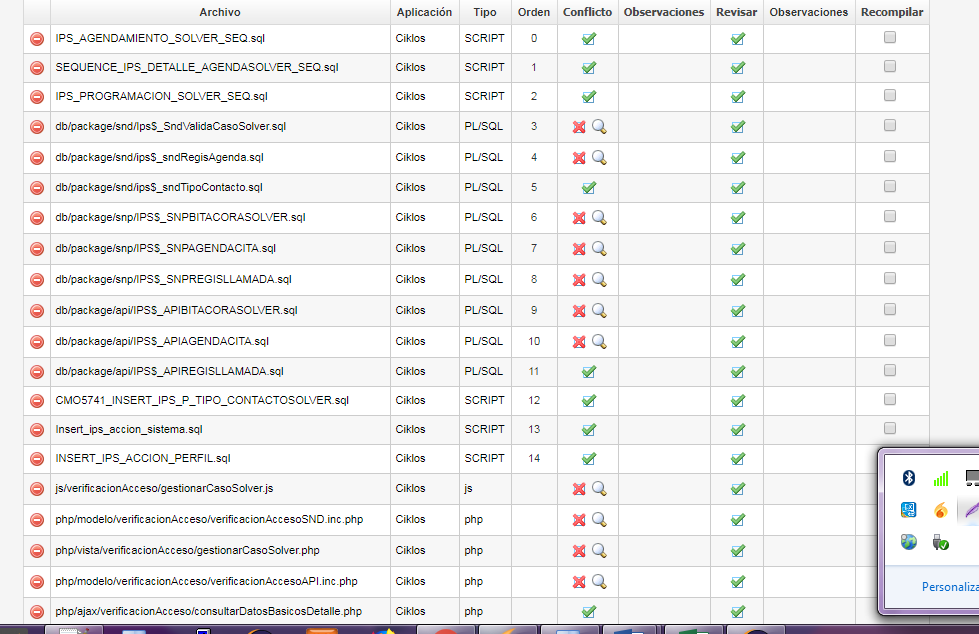 Archivo Aplicación Tipo Orden Conflicto Observaciones Revisar Observaciones Recompilar
IPS_AGENDAMIENTO_SOLVER_SEQ.sql Ciklos SCRIPT 0
SEQUENCE_IPS_DETALLE_AGENDASOLVER_SEQ.sql Ciklos SCRIPT 1
IPS_PROGRAMACION_SOLVER_SEQ.sql Ciklos SCRIPT 2
db/package/snd/Ips$_SndValidaCasoSolver.sql Ciklos PL/SQL 3
db/package/snd/ips$_sndRegisAgenda.sql Ciklos PL/SQL 4
db/package/snd/ips$_sndTipoContacto.sql Ciklos PL/SQL 5
db/package/snp/IPS$_SNPBITACORASOLVER.sql Ciklos PL/SQL 6
db/package/snp/IPS$_SNPAGENDACITA.sql Ciklos PL/SQL 7
db/package/snp/IPS$_SNPREGISLLAMADA.sql Ciklos PL/SQL 8
db/package/api/IPS$_APIBITACORASOLVER.sql Ciklos PL/SQL 9
db/package/api/IPS$_APIAGENDACITA.sql Ciklos PL/SQL 10
db/package/api/IPS$_APIREGISLLAMADA.sql Ciklos PL/SQL 11
CMO5741_INSERT_IPS_P_TIPO_CONTACTOSOLVER.sql Ciklos SCRIPT 12
Insert_ips_accion_sistema.sql Ciklos SCRIPT 13
INSERT_IPS_ACCION_PERFIL.sql Ciklos SCRIPT 14
js/verificacionAcceso/gestionarCasoSolver.js Ciklos js
php/modelo/verificacionAcceso/verificacionAccesoSND.inc.php Ciklos php
php/vista/verificacionAcceso/gestionarCasoSolver.php Ciklos php
php/modelo/verificacionAcceso/verificacionAccesoAPI.inc.php Ciklos php
Personaliza
php/ajax/verificacionAcceso/consultarDatosBasicosDetalle.php Ciklos php